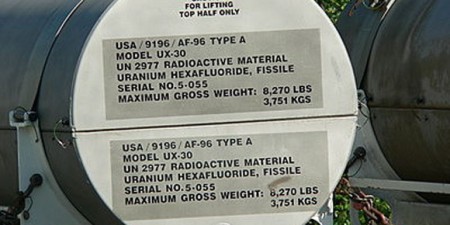 FOR LIFTING
TOP HALF ONLY
USA / 9196 / AF-96 TYPE A
MODEL UX-30
UN 2977 RADIOACTIVE MATERIAL
URANIUM HEXAFLUORIDE, FISSILE
SERIAL NO.5-055
MAXIMUM GROSS WEIGHT: 8,270 LBS
3,751 KGS
USA / 9196 / AF-96 TYPE A
MODEL UX-30
UN 2977 RADIOACTIVE MATERIAL
URANIUM HEXAFLUORIDE, FISSILE
SERIAL NO.5-055
MAXIMUM GROSS WEIGHT: 8,270 LBS
3,751 KGS